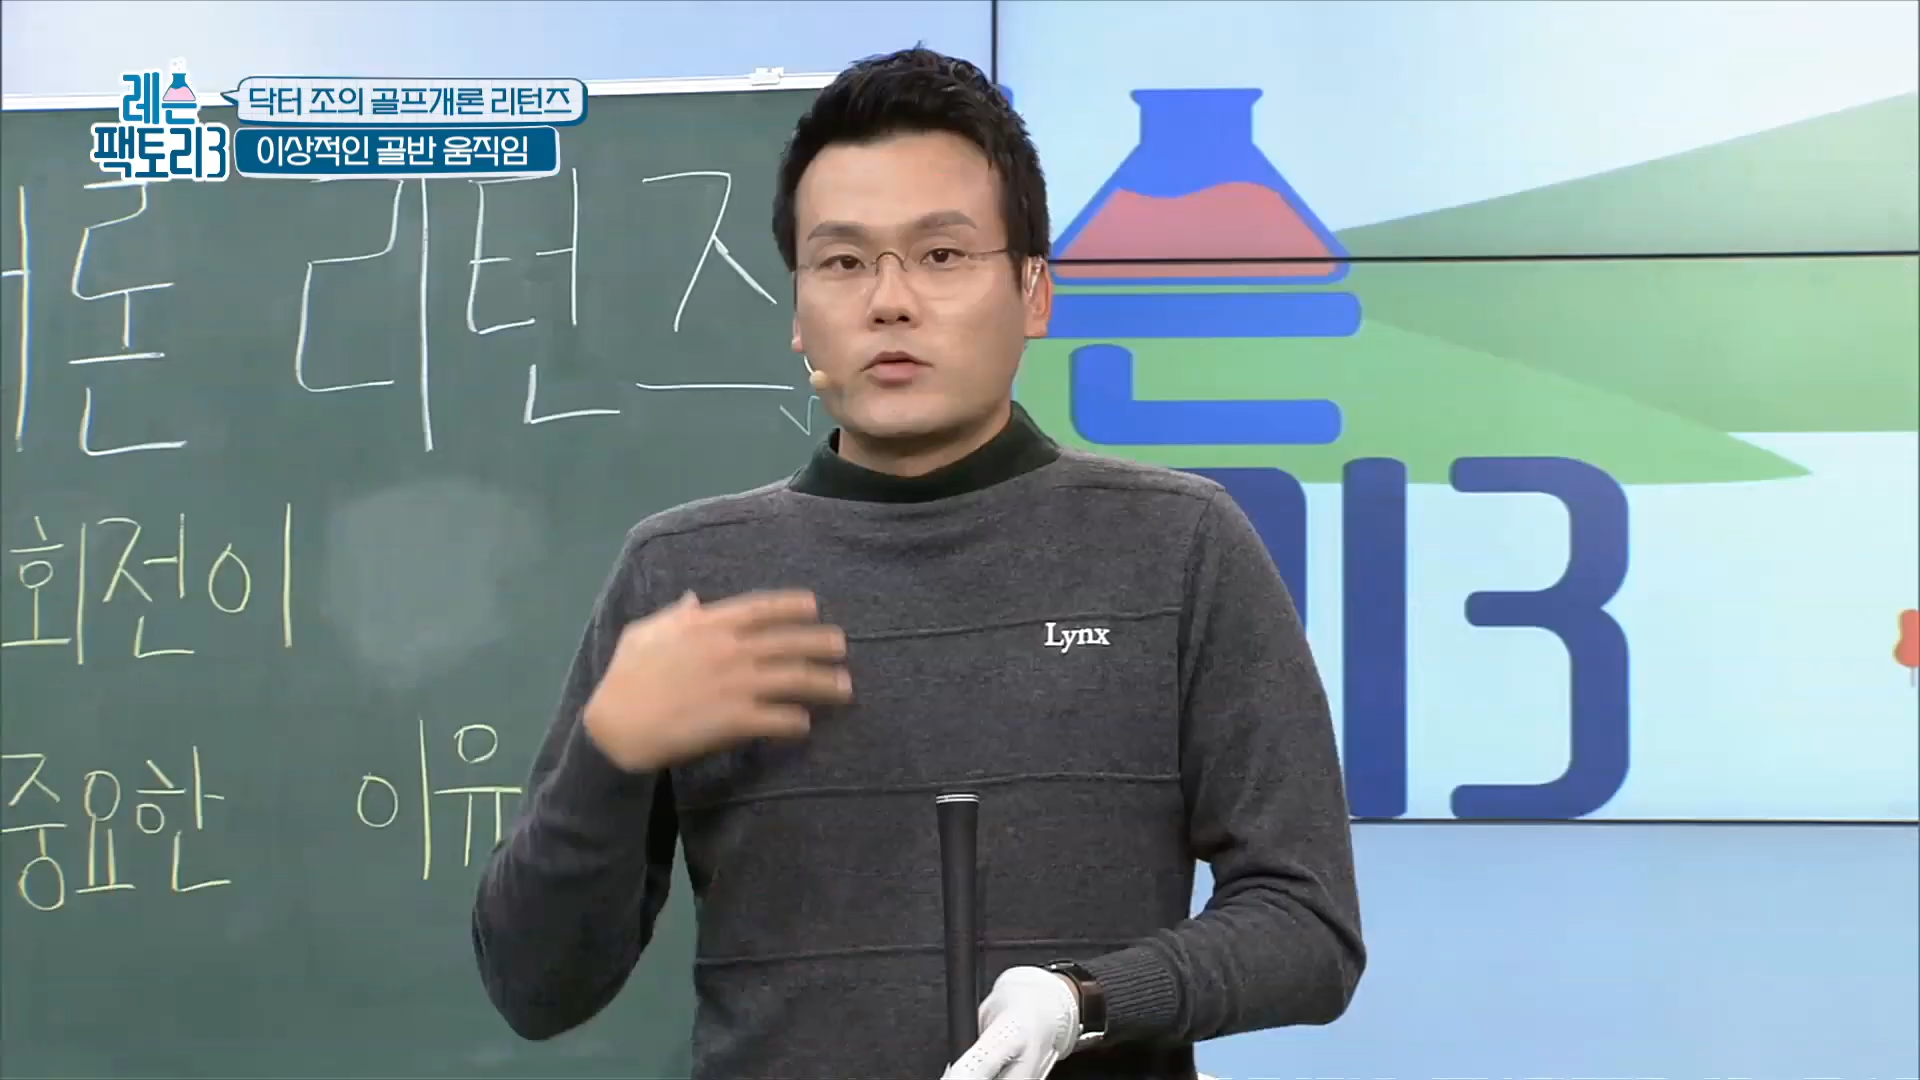 레슨
팩토리3
닥터 조의 골프개론 리턴즈
이상적인 골반 움직임
론 리턴즈
회전이
중요한 이유
Lynx